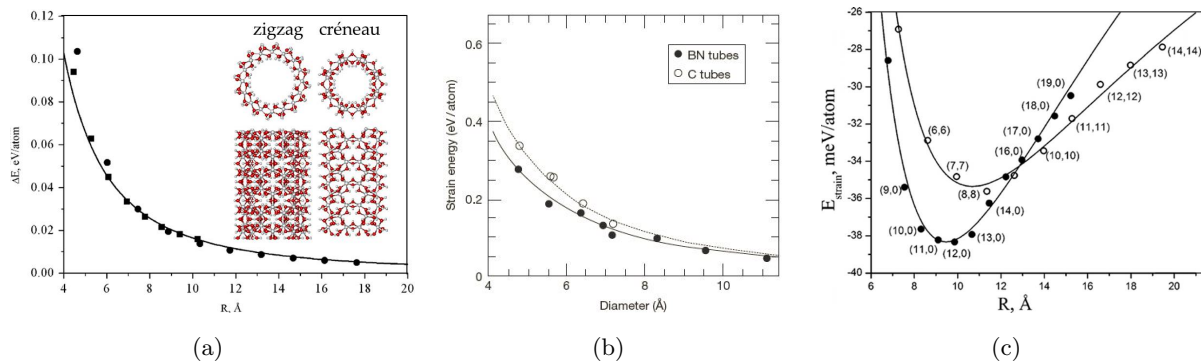 0.12
0.10
0.08
0.06
0.04
0.02
0.00
ΔE, eV/atom
4 6 8 10 12 14 16 18 20
R, Å
zigzag créneau
(a)
0.6
0.4
0.2
0
Strain energy (eV/atom)
4 6 8 10
Diameter (Å)
BN tubes
C tubes
(b)
-26
-28
-30
-32
-34
-36
-38
-40
E strain, meV/atom
6 8 10 12 14 16 18 20
R, Å
(14,14)
(13,13)
(19,0)
(12,12)
(18,0)
(11,11)
(6,6)
(17,0)
(16,0)
(10,10)
(7,7)
(9,0)
(8,8)
(14,0)
(10,0)
(13,0)
(11,0)
(12,0)
(c)